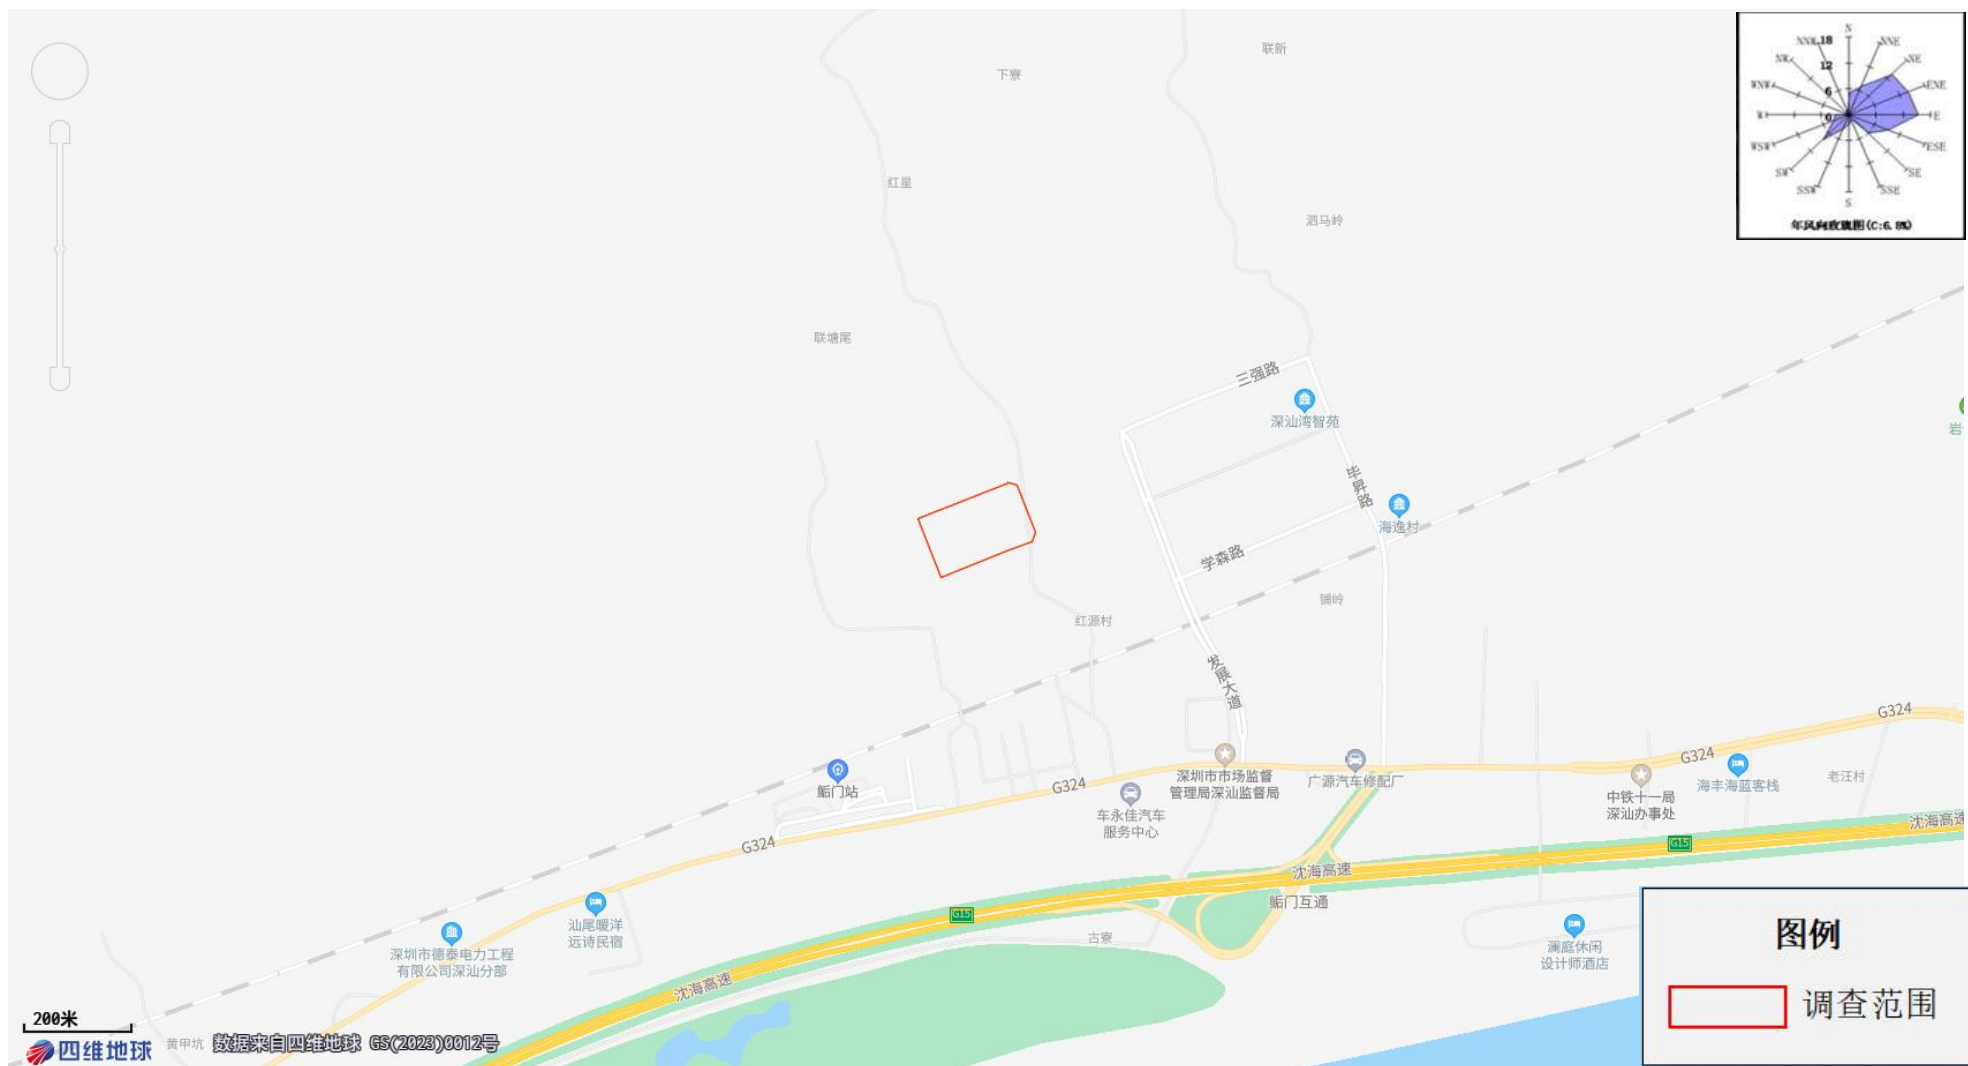 N
NNW
18
NNE
NW
12
NE
WNW
6
ENE
W
0
E
WSW
ESE
SW
SE
SSW
SSE
S
年风向玫瑰图(C:6.8%)
联新
下寮
红星
泗马岭
联塘尾
三强路
深汕湾智苑
岩
毕昇路
海逸村
学森路
铺岭
红源村
发展大道
G324
G324
鲘门站
G324
深圳市市场监督
管理局深汕监督局
广源汽车修配厂
中铁十一局
深汕办事处
海丰海蓝客栈
老汪村
车永佳汽车
服务中心
G324
沈海高速
G15
沈海高速
鲘门互通
G15
汕尾暖洋
远诗民宿
深圳市德泰电力工程
有限公司深汕分部
古寮
澜庭休闲
设计师酒店
沈海高速
图例
调查范围
200米
四维地球
黄甲坑
数据来自四维地球 GS(2023)0012号